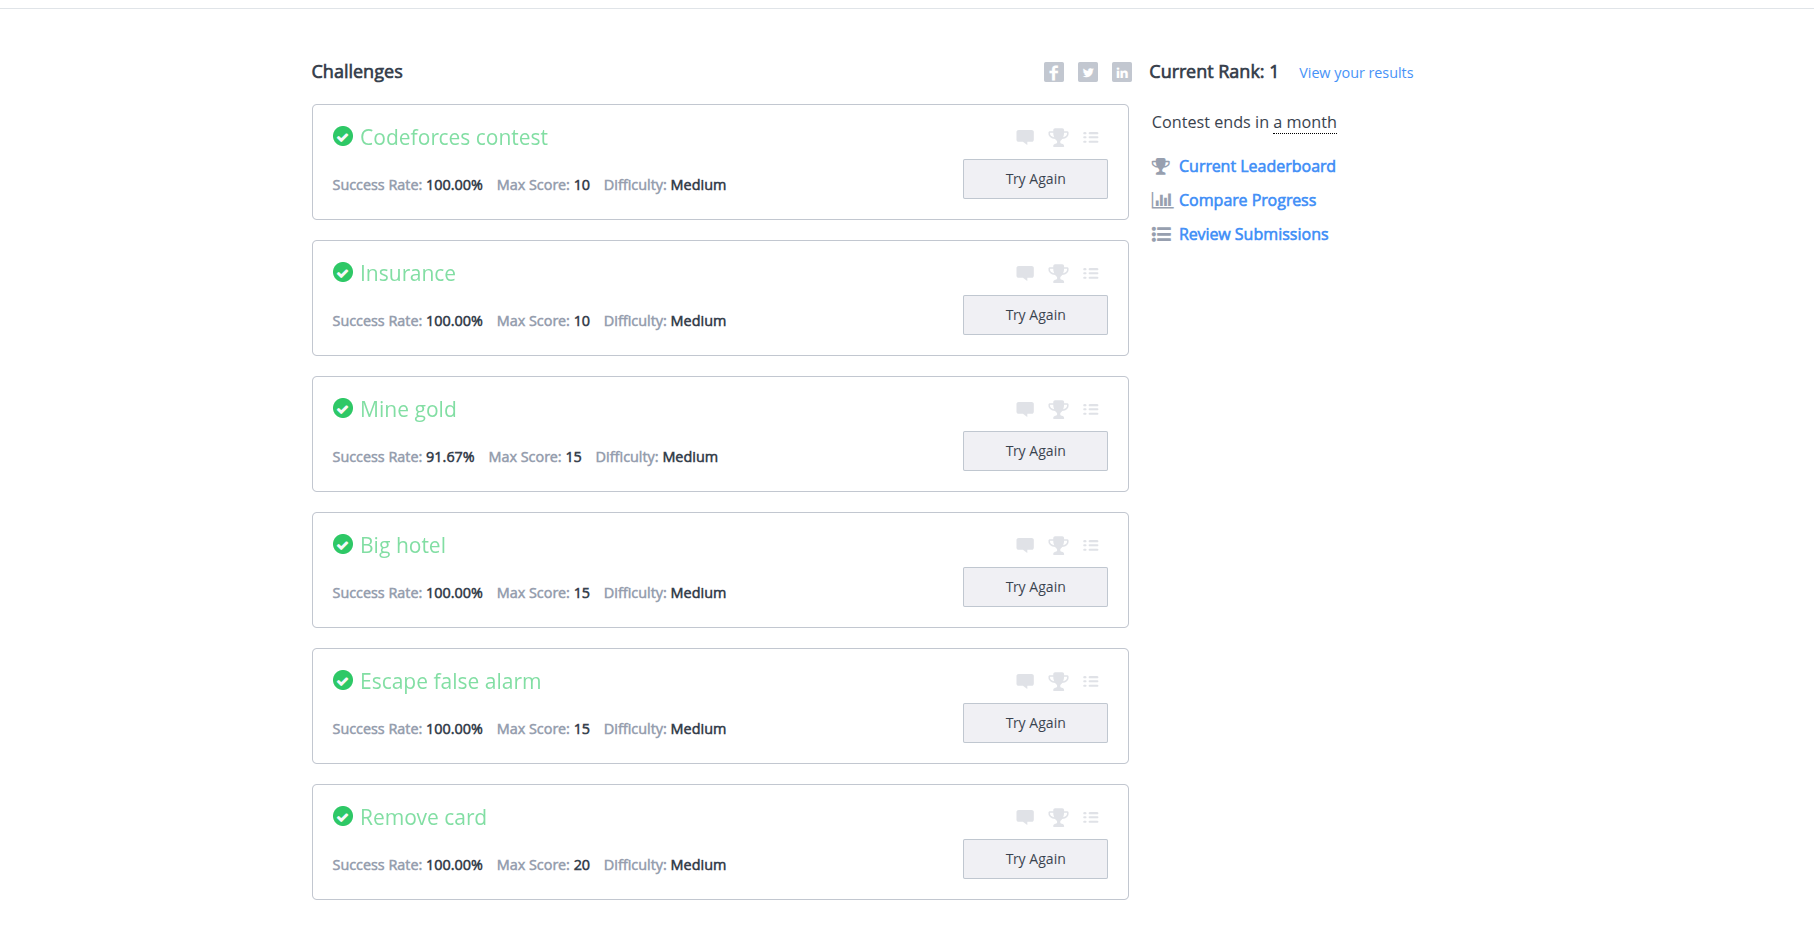 Challenges
Current Rank: 1 View your results
Codeforces contest
Success Rate: 100.00% Max Score: 10 Difficulty: Medium
Try Again
Insurance
Success Rate: 100.00% Max Score: 10 Difficulty: Medium
Try Again
Mine gold
Success Rate: 91.67% Max Score: 15 Difficulty: Medium
Try Again
Big hotel
Success Rate: 100.00% Max Score: 15 Difficulty: Medium
Try Again
Escape false alarm
Success Rate: 100.00% Max Score: 15 Difficulty: Medium
Try Again
Remove card
Success Rate: 100.00% Max Score: 20 Difficulty: Medium
Try Again
Contest ends in a month
Current Leaderboard
Compare Progress
Review Submissions